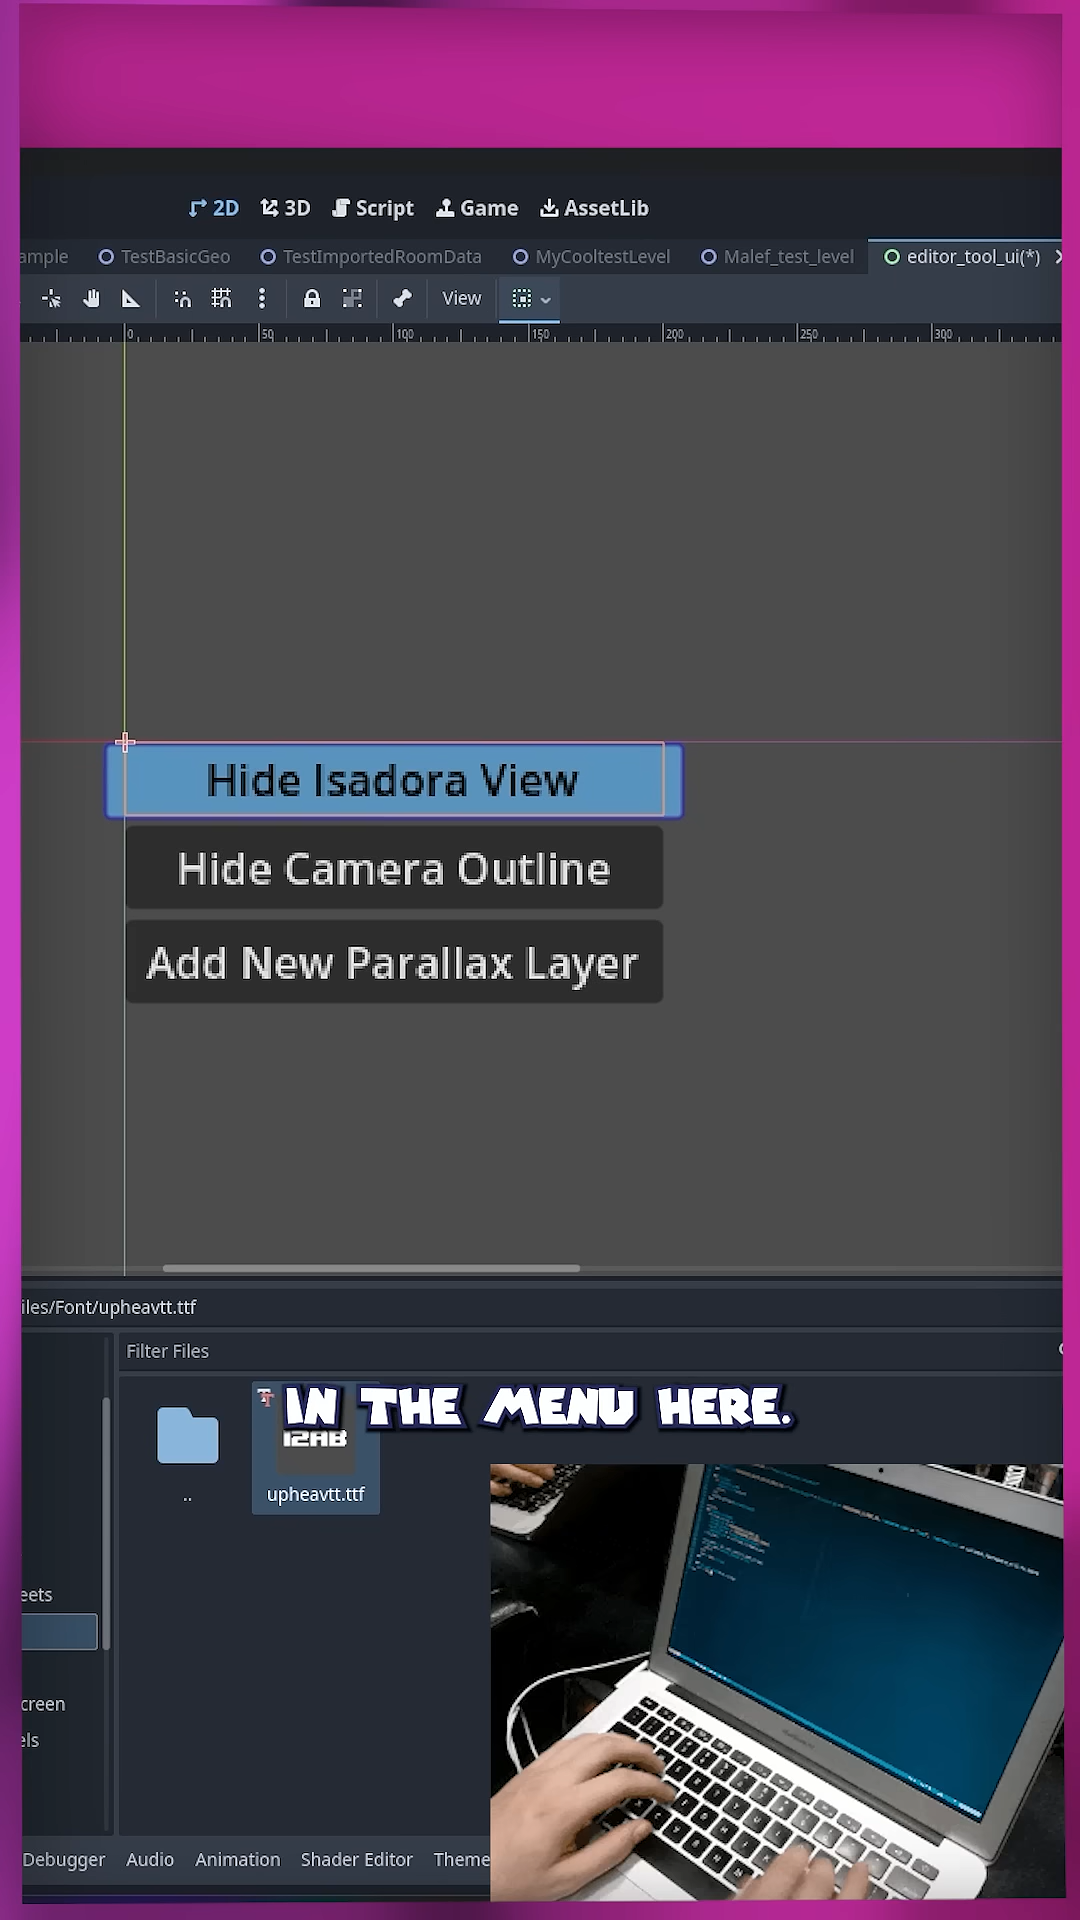 2D 3D Script Game AssetLib
ample TestBasicGeo TestImportedRoomData MyCooltestLevel Malef_test_level editor_tool_ui(*)
View
0 50 100 150 200 250 300
Hide Isadora View
Hide Camera Outline
Add New Parallax Layer
iles/Font/upheavtt.ttf
Filter Files
IN THE MENU HERE.
12AB
.. upheavtt.ttf
eets
creen
els
Debugger Audio Animation Shader Editor Theme